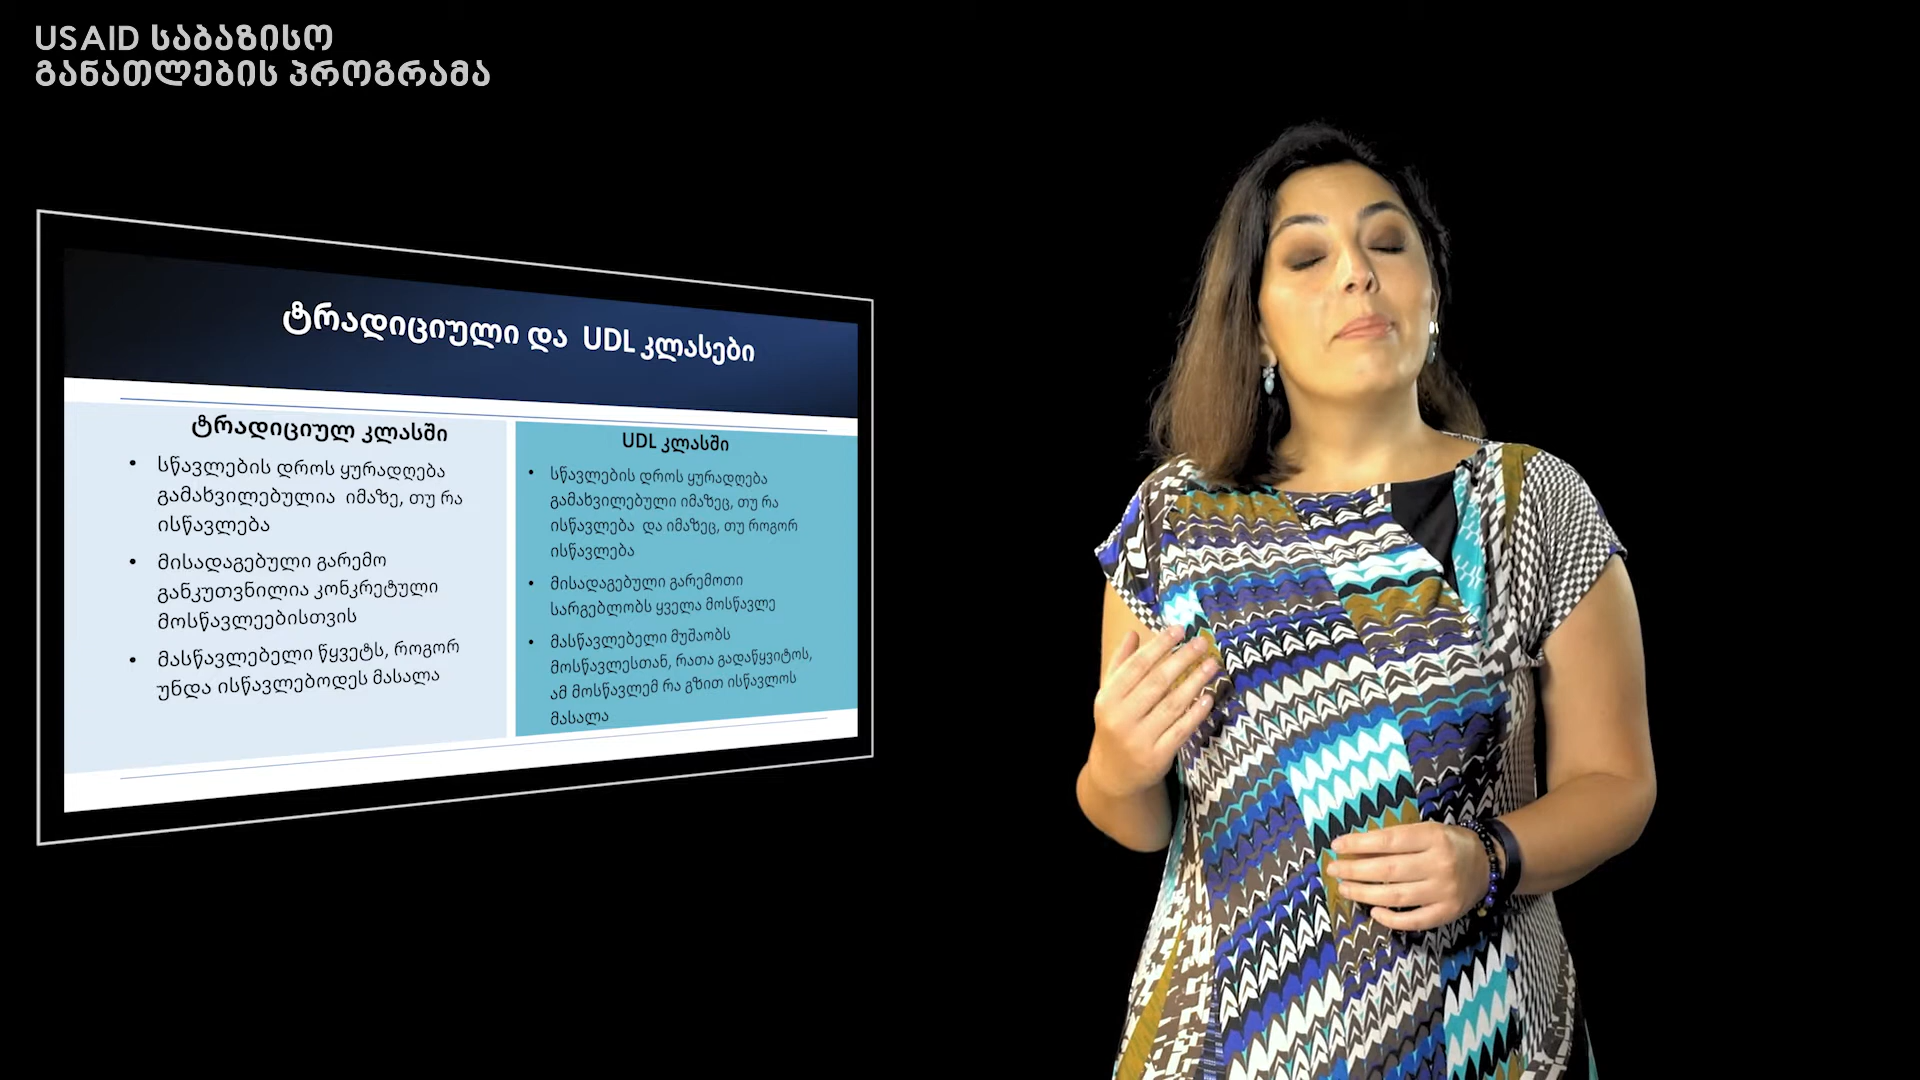 USAID საბაზისო
განათლების პროგრამა
ტრადიციული და UDL კლასები
ტრადიციულ კლასში
• სწავლების დროს ყურადღება
გამახვილებულია იმაზე, თუ რა
ისწავლება
• მისადაგებული გარემო
განკუთვნილია კონკრეტული
მოსწავლეებისთვის
• მასწავლებელი წყვეტს, როგორ
უნდა ისწავლებოდეს მასალა
UDL კლასში
• სწავლების დროს ყურადღება
გამახვილებული იმაზეც, თუ რა
ისწავლება და იმაზეც, თუ როგორ
ისწავლება
• მისადაგებული გარემოთი
სარგებლობს ყველა მოსწავლე
• მასწავლებელი მუშაობს
მოსწავლესთან, რათა გადაწყვიტოს,
ამ მოსწავლემ რა გზით ისწავლოს
მასალა